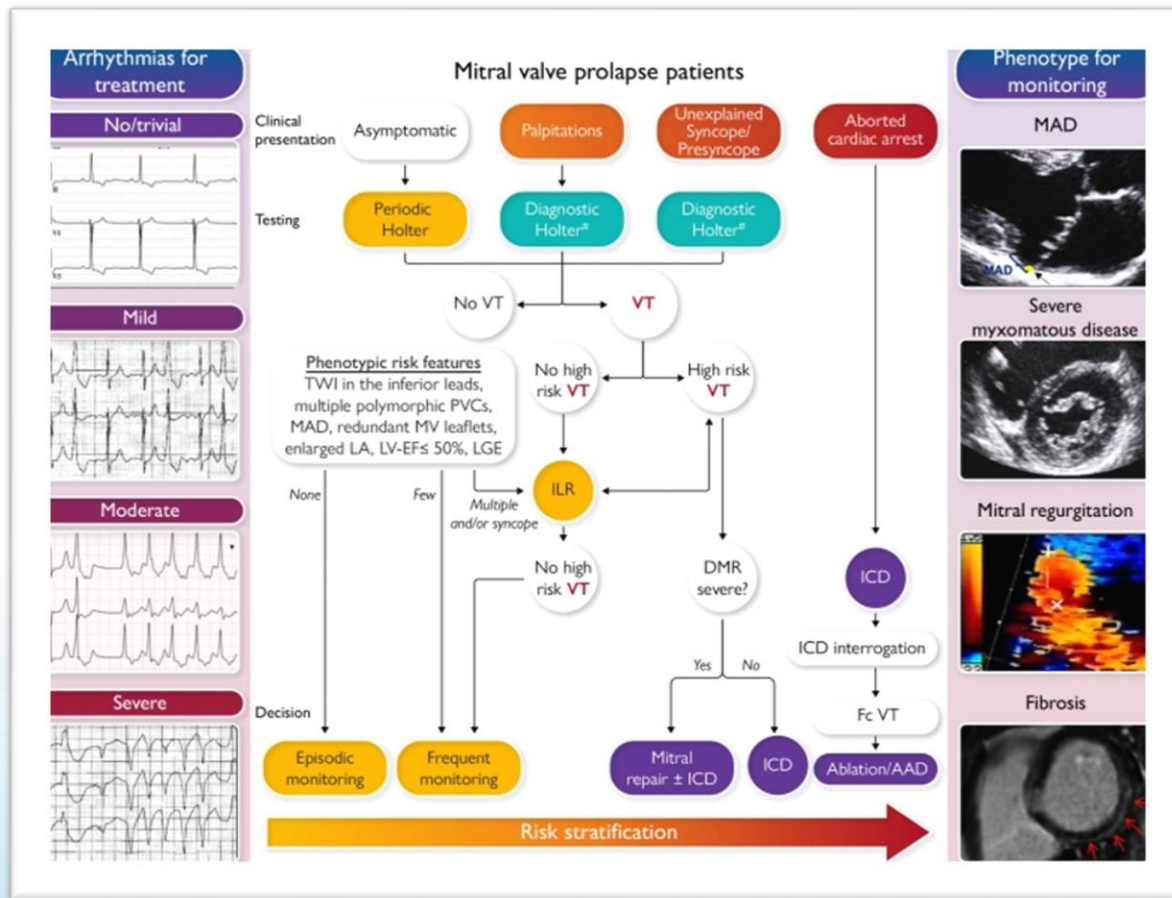 Arrhythmias for
treatment
No/trivial
Mild
Moderate
Severe
Mitral valve prolapse patients
Clinical
presentation
Asymptomatic
Palpitations
Unexplained
Syncope/
Presyncope
Aborted
cardiac arrest
Testing
Periodic
Holter
Diagnostic
Holter#
Diagnostic
Holter#
No VT
VT
Phenotypic risk features
TWI in the inferior leads,
multiple polymorphic PVCs,
MAD, redundant MV leaflets,
enlarged LA, LV-EF≤ 50%, LGE
No high
risk VT
High risk
VT
None
Few
Multiple
and/or syncope
ILR
No high
risk VT
DMR
severe?
ICD
ICD interrogation
Yes
No
Fc VT
Decision
Episodic
monitoring
Frequent
monitoring
Mitral
repair ± ICD
ICD
Ablation/AAD
Risk stratification
Phenotype for
monitoring
MAD
MAD
Severe
myxomatous disease
Mitral regurgitation
Fibrosis